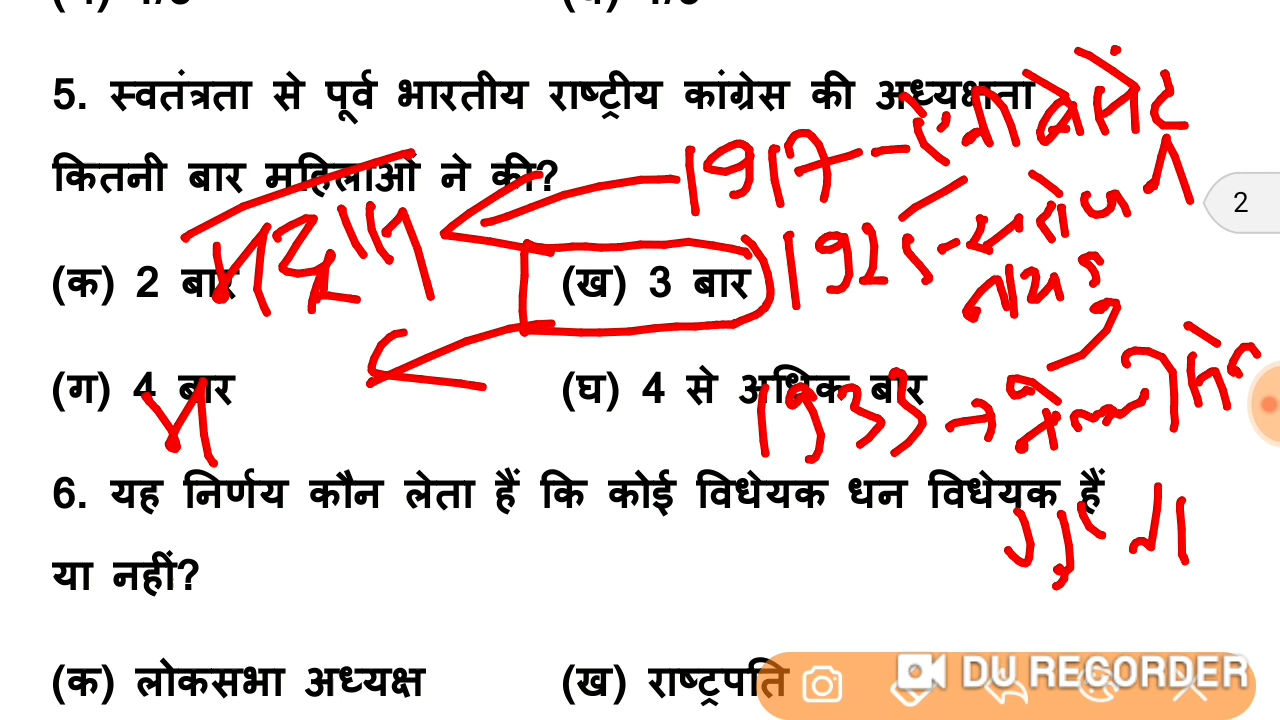 5. स्वतंत्रता से पूर्व भारतीय राष्ट्रीय कांग्रेस की अध्यक्षता
कितनी बार महिलाओ ने की?
1917 - ऐनी बेसेंट
(क) 2 बार (ख) 3 बार
1925 -
(ग) 4 बार (घ) 4 से अधिक बार
1933 →
6. यह निर्णय कौन लेता हैं कि कोई विधेयक धन विधेयक हैं
या नहीं?
(क) लोकसभा अध्यक्ष (ख) राष्ट्रपति
2
DU RECORDER